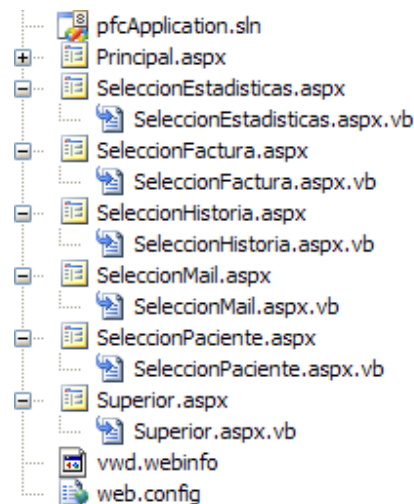 pfcApplication.sln
Principal.aspx
SeleccionEstadisticas.aspx
SeleccionEstadisticas.aspx.vb
SeleccionFactura.aspx
SeleccionFactura.aspx.vb
SeleccionHistoria.aspx
SeleccionHistoria.aspx.vb
SeleccionMail.aspx
SeleccionMail.aspx.vb
SeleccionPaciente.aspx
SeleccionPaciente.aspx.vb
Superior.aspx
Superior.aspx.vb
vwd.webinfo
web.config